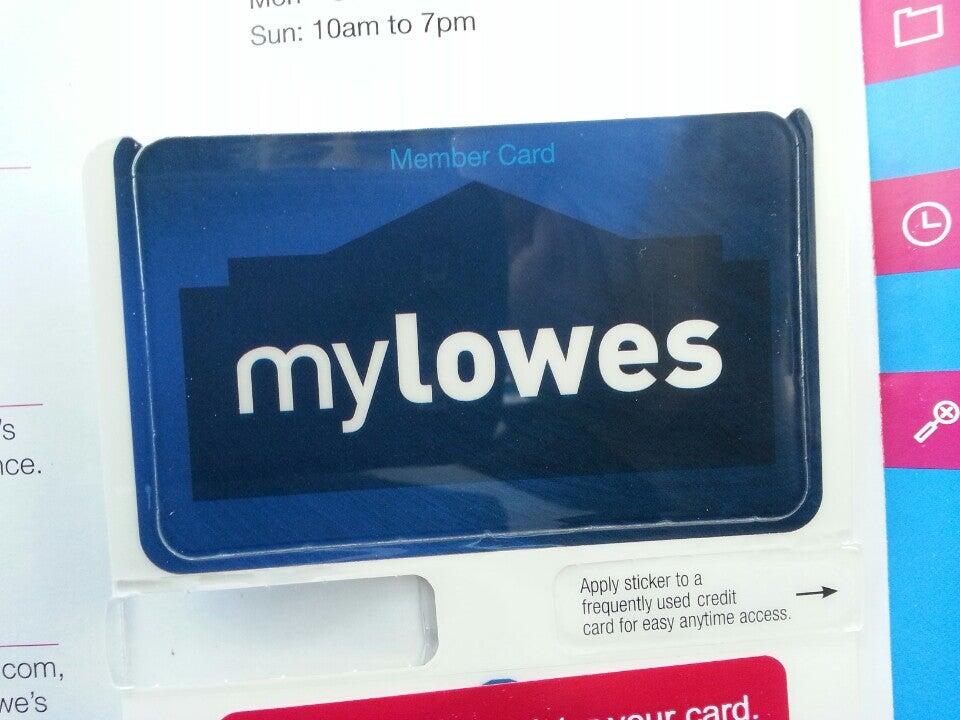 Mon
Sun: 10am to 7pm
Member Card
mylowes
's
nce.
Apply sticker to a
frequently used credit
card for easy anytime access.
com,
we's
your card.